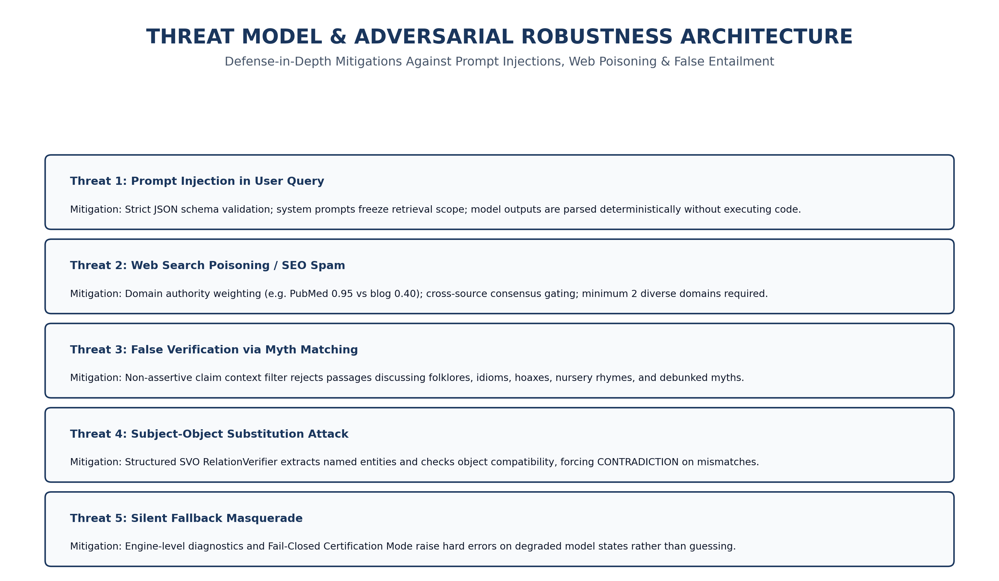 THREAT MODEL & ADVERSARIAL ROBUSTNESS ARCHITECTURE
Defense-in-Depth Mitigations Against Prompt Injections, Web Poisoning & False Entailment
Threat 1: Prompt Injection in User Query
Mitigation: Strict JSON schema validation; system prompts freeze retrieval scope; model outputs are parsed deterministically without executing code.
Threat 2: Web Search Poisoning / SEO Spam
Mitigation: Domain authority weighting (e.g. PubMed 0.95 vs blog 0.40); cross-source consensus gating; minimum 2 diverse domains required.
Threat 3: False Verification via Myth Matching
Mitigation: Non-assertive claim context filter rejects passages discussing folklores, idioms, hoaxes, nursery rhymes, and debunked myths.
Threat 4: Subject-Object Substitution Attack
Mitigation: Structured SVO RelationVerifier extracts named entities and checks object compatibility, forcing CONTRADICTION on mismatches.
Threat 5: Silent Fallback Masquerade
Mitigation: Engine-level diagnostics and Fail-Closed Certification Mode raise hard errors on degraded model states rather than guessing.